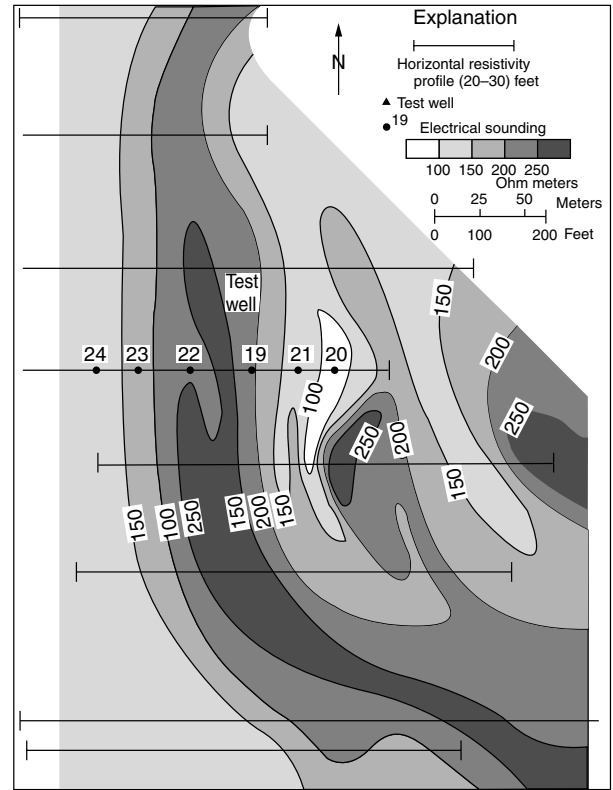 Explanation
N
Horizontal resistivity
profile (20–30) feet
Test well
19
Electrical sounding
100 150 200 250
Ohm meters
0 25 50 Meters
0 100 200 Feet
150
Test
well
200
24 23 22 19 21 20
100
250
250
200
150
150 100 250 150 200 150